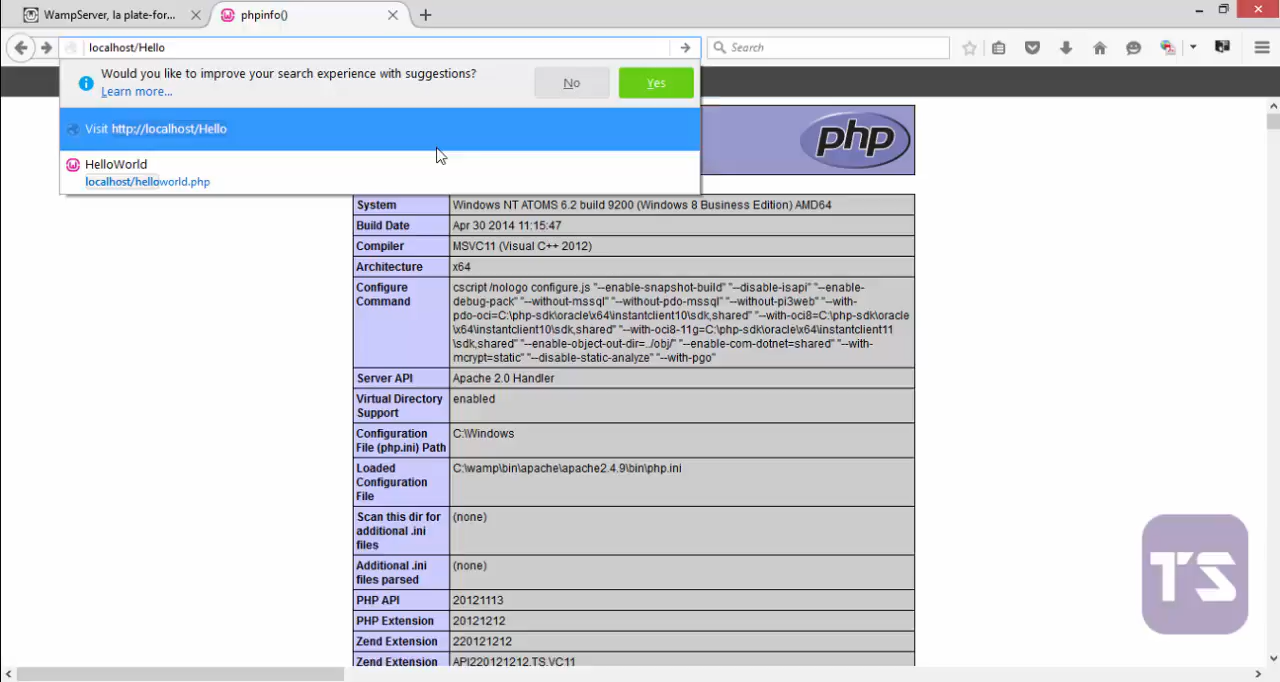 WampServer, la plate-for...
phpinfo()
localhost/Hello
Search
Would you like to improve your search experience with suggestions?
Learn more...
No
Yes
Visit http://localhost/Hello
HelloWorld
localhost/helloworld.php
php
System
Windows NT ATOMS 6.2 build 9200 (Windows 8 Business Edition) AMD64
Build Date
Apr 30 2014 11:15:47
Compiler
MSVC11 (Visual C++ 2012)
Architecture
x64
Configure
Command
cscript /nologo configure.js "--enable-snapshot-build" "--disable-isapi" "--enable-
debug-pack" "--without-mssql" "--without-pdo-mssql" "--without-pi3web" "--with-
pdo-oci=C:\php-sdk\oracle\x64\instantclient10\sdk,shared" "--with-oci8=C:\php-sdk\oracle
\x64\instantclient10\sdk,shared" "--with-oci8-11g=C:\php-sdk\oracle\x64\instantclient11
\sdk,shared" "--enable-object-out-dir=../obj/" "--enable-com-dotnet=shared" "--with-
mcrypt=static" "--disable-static-analyze" "--with-pgo"
Server API
Apache 2.0 Handler
Virtual Directory
Support
enabled
Configuration
File (php.ini) Path
C:\Windows
Loaded
Configuration
File
C:\wamp\bin\apache\apache2.4.9\bin\php.ini
Scan this dir for
additional .ini
files
(none)
Additional .ini
files parsed
(none)
PHP API
20121113
PHP Extension
20121212
Zend Extension
220121212
Zend Extension
API220121212,TS,VC11
TS